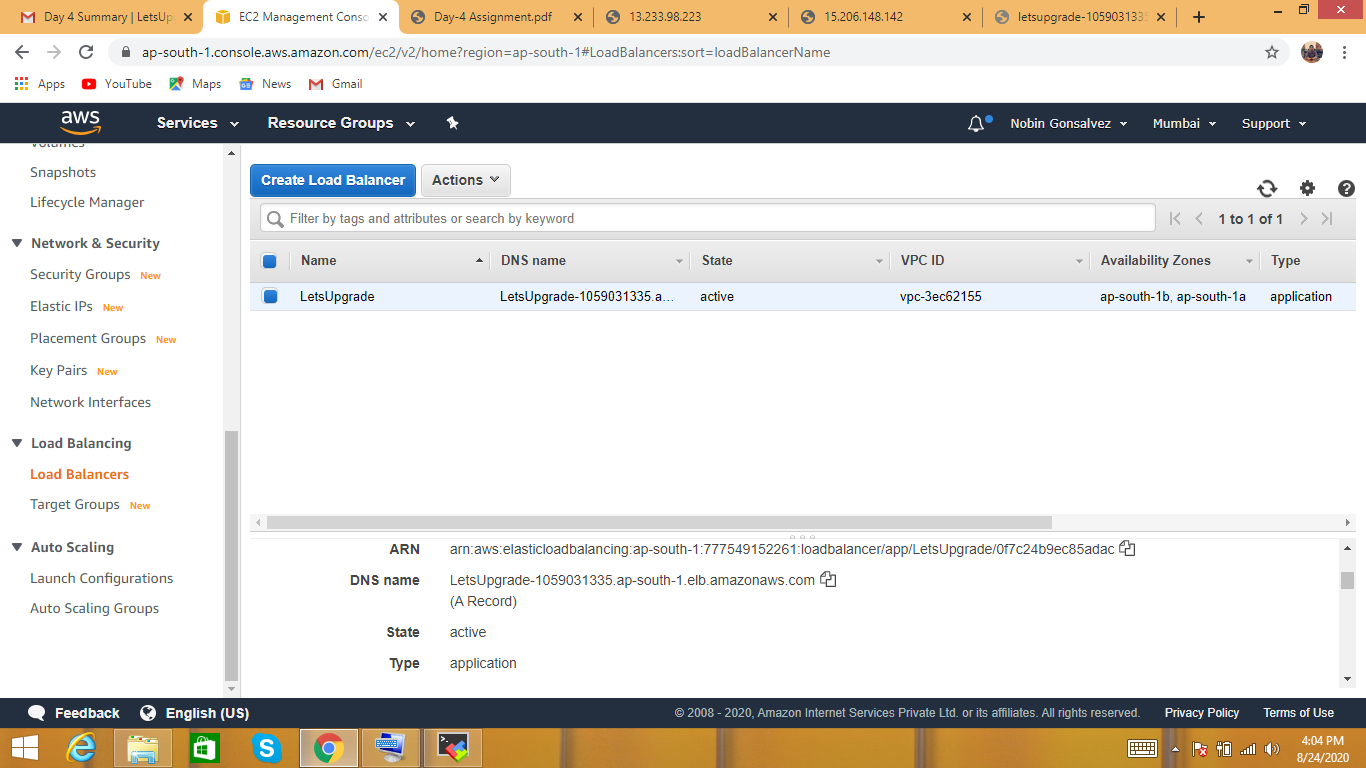 Day 4 Summary | LetsUp
EC2 Management Conso
Day-4 Assignment.pdf
13.233.98.223
15.206.148.142
letsupgrade-1059031335
ap-south-1.console.aws.amazon.com/ec2/v2/home?region=ap-south-1#LoadBalancers:sort=loadBalancerName
Apps YouTube Maps News Gmail
aws Services Resource Groups Nobin Gonsalvez Mumbai Support
Volumes
Snapshots
Lifecycle Manager
Network & Security
Security Groups New
Elastic IPs New
Placement Groups New
Key Pairs New
Network Interfaces
Load Balancing
Load Balancers
Target Groups New
Auto Scaling
Launch Configurations
Auto Scaling Groups
Create Load Balancer Actions
Filter by tags and attributes or search by keyword
1 to 1 of 1
Name DNS name State VPC ID Availability Zones Type
LetsUpgrade LetsUpgrade-1059031335.a... active vpc-3ec62155 ap-south-1b, ap-south-1a application
ARN arn:aws:elasticloadbalancing:ap-south-1:777549152261:loadbalancer/app/LetsUpgrade/0f7c24b9ec85adac
DNS name LetsUpgrade-1059031335.ap-south-1.elb.amazonaws.com
(A Record)
State active
Type application
Feedback English (US) © 2008 - 2020, Amazon Internet Services Private Ltd. or its affiliates. All rights reserved. Privacy Policy Terms of Use
4:04 PM
8/24/2020